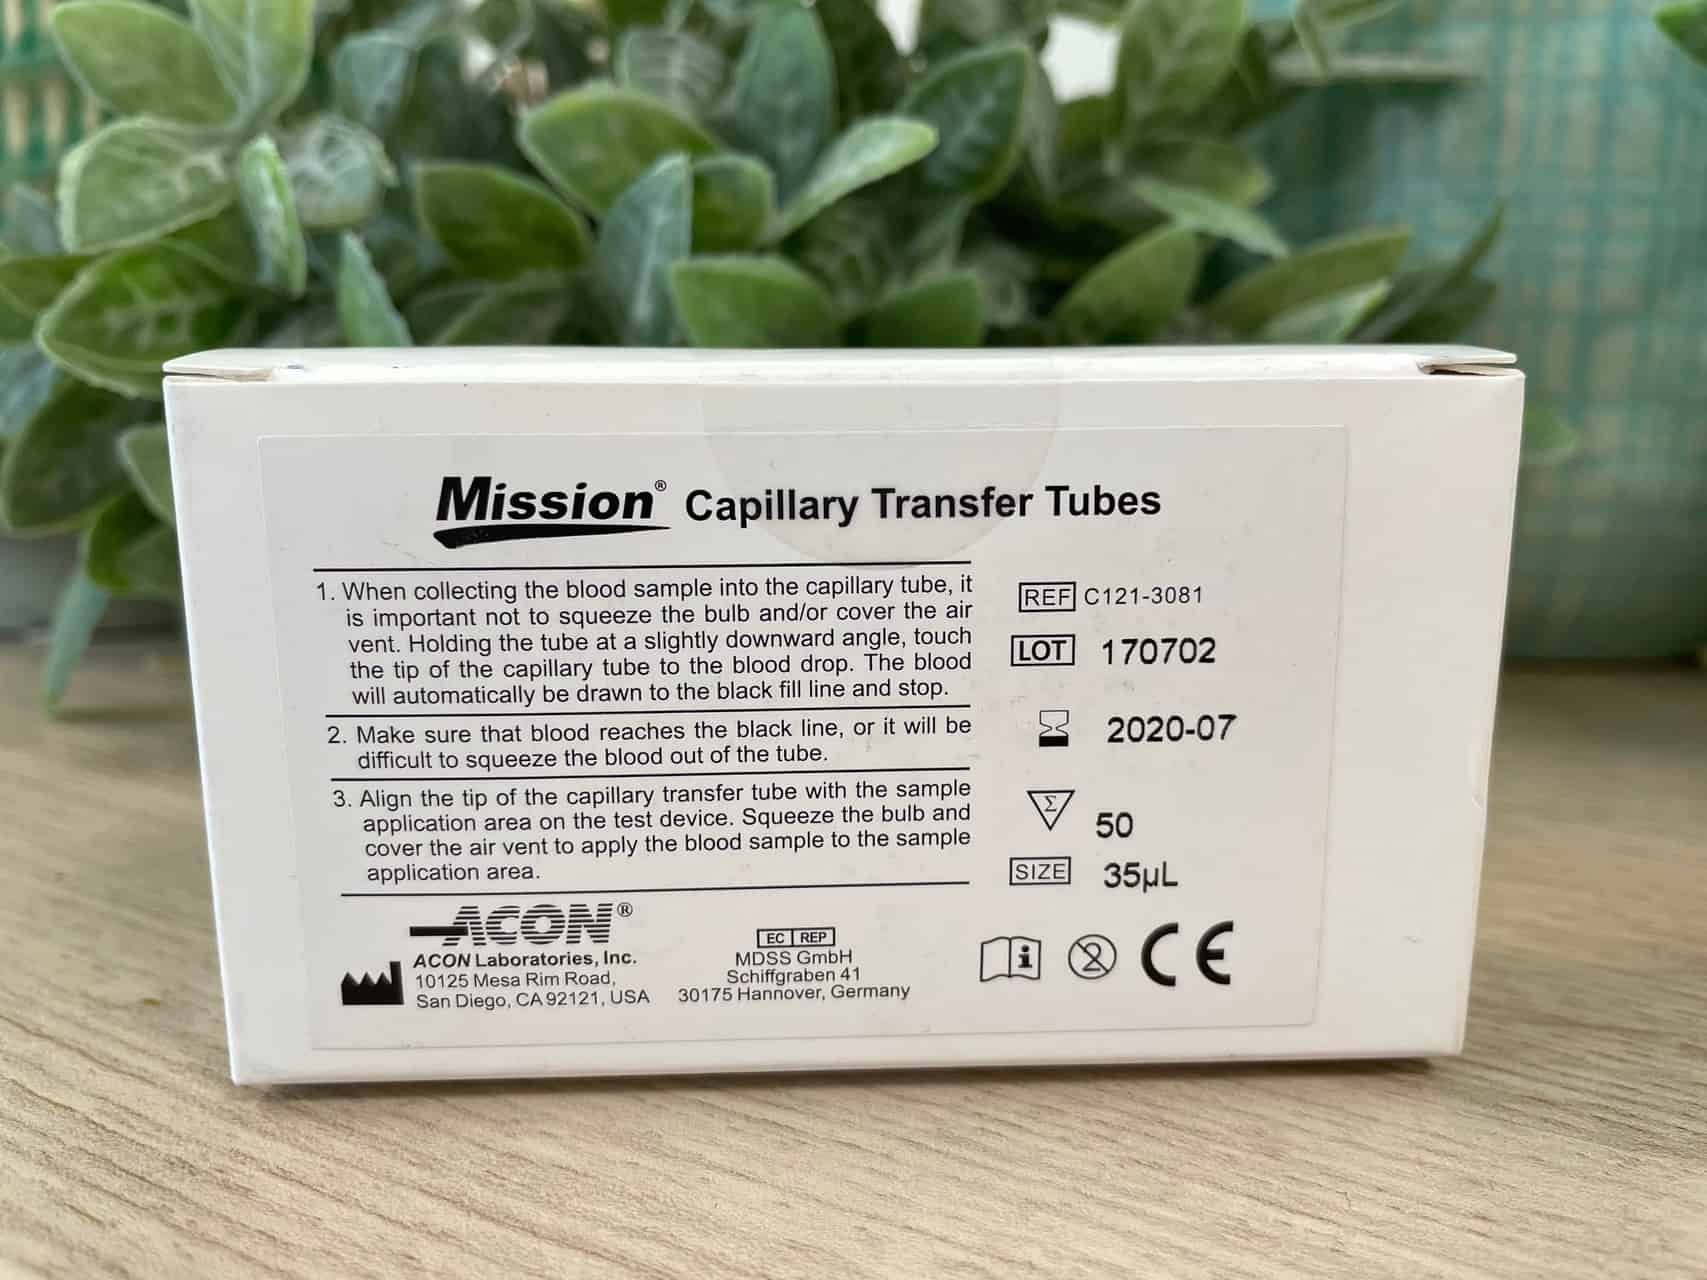 Mission® Capillary Transfer Tubes
1. When collecting the blood sample into the capillary tube, it
is important not to squeeze the bulb and/or cover the air
vent. Holding the tube at a slightly downward angle, touch
the tip of the capillary tube to the blood drop. The blood
will automatically be drawn to the black fill line and stop.
2. Make sure that blood reaches the black line, or it will be
difficult to squeeze the blood out of the tube.
3. Align the tip of the capillary transfer tube with the sample
application area on the test device. Squeeze the bulb and
cover the air vent to apply the blood sample to the sample
application area.
REF C121-3081
LOT 170702
2020-07
Σ 50
SIZE 35µL
ACON®
ACON Laboratories, Inc.
10125 Mesa Rim Road,
San Diego, CA 92121, USA
EC REP
MDSS GmbH
Schiffgraben 41
30175 Hannover, Germany
i 2 CE